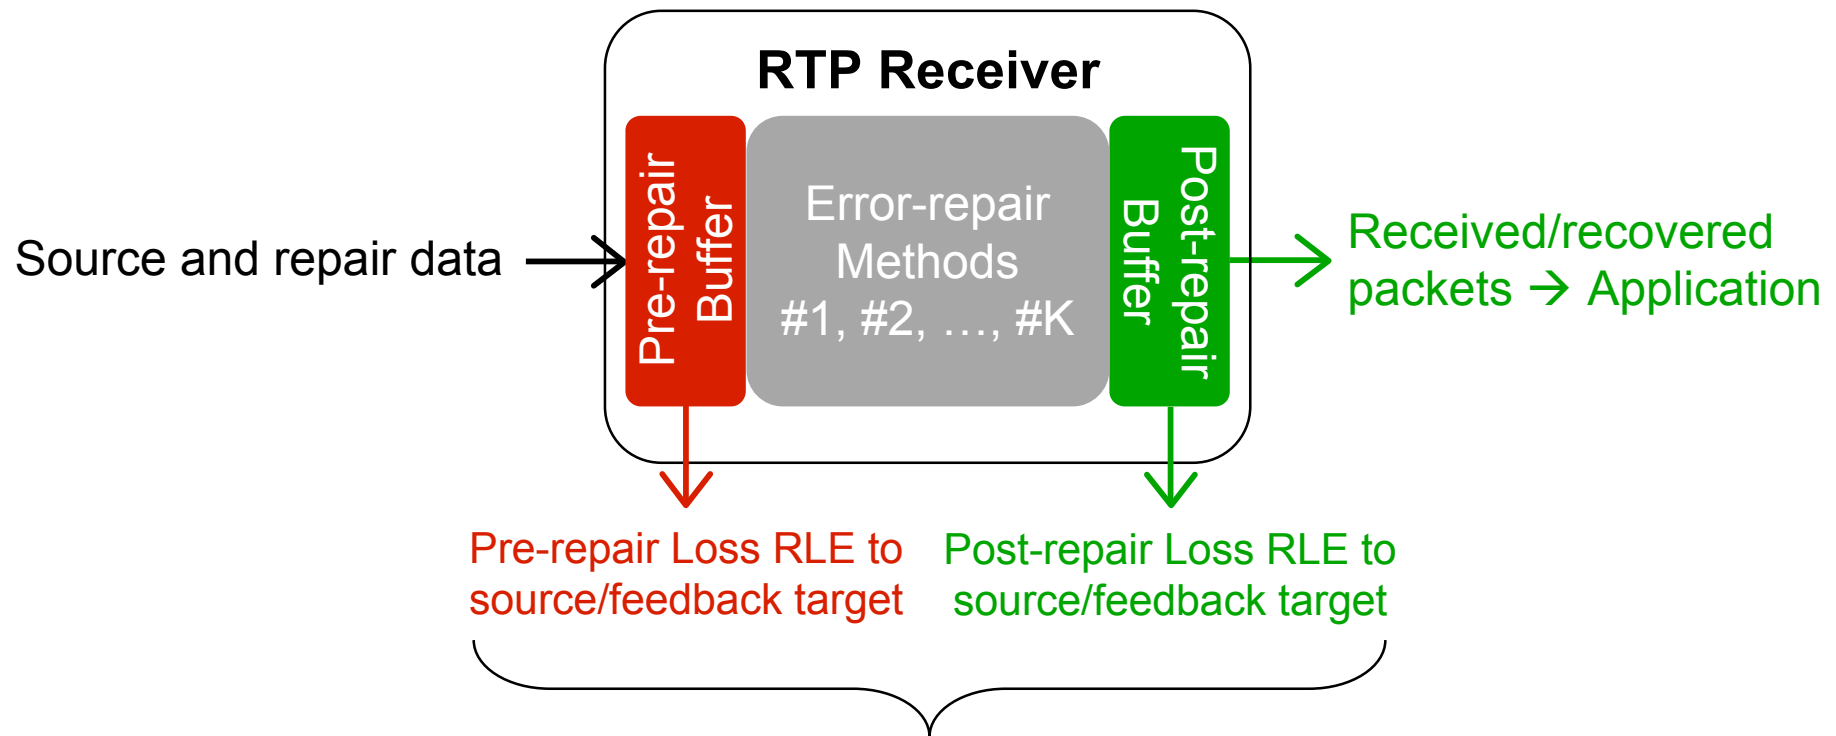 RTP Receiver
Source and repair data
Pre-repair
Buffer
Error-repair
Methods
#1, #2, …, #K
Post-repair
Buffer
Received/recovered
packets → Application
Pre-repair Loss RLE to
source/feedback target
Post-repair Loss RLE to
source/feedback target